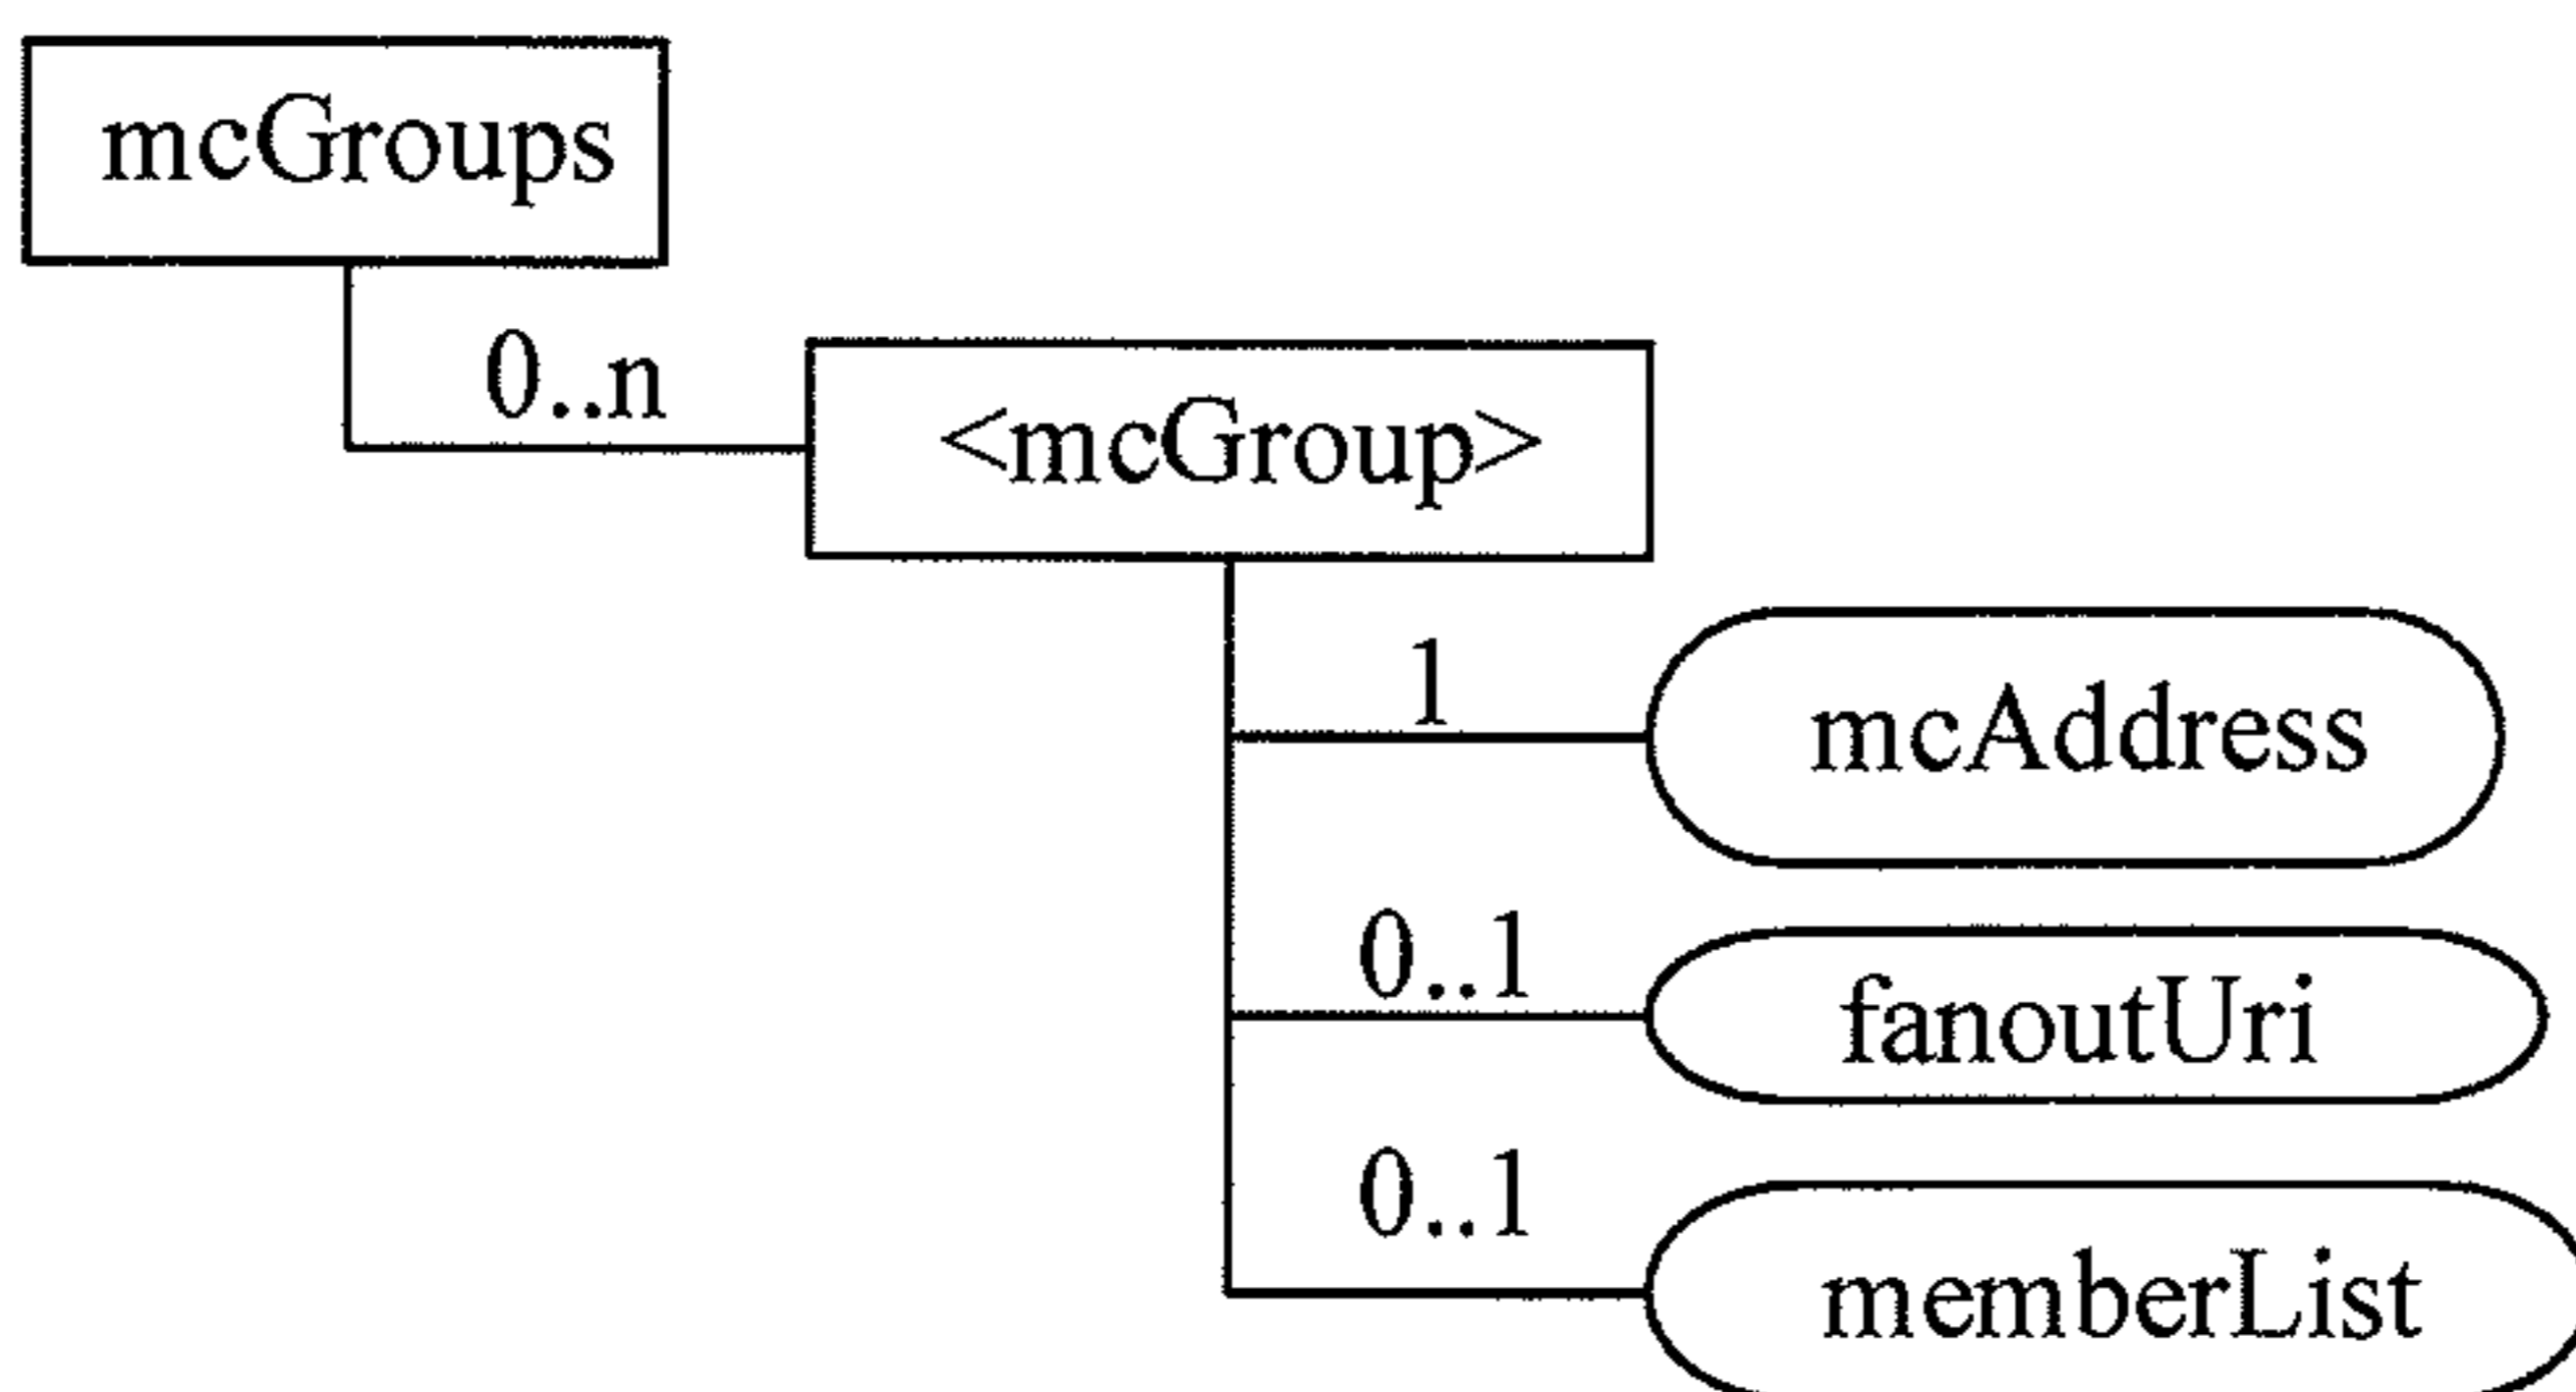 mcGroups
0..n
<mcGroup>
1
mcAddress
0..1
fanoutUri
0..1
memberList